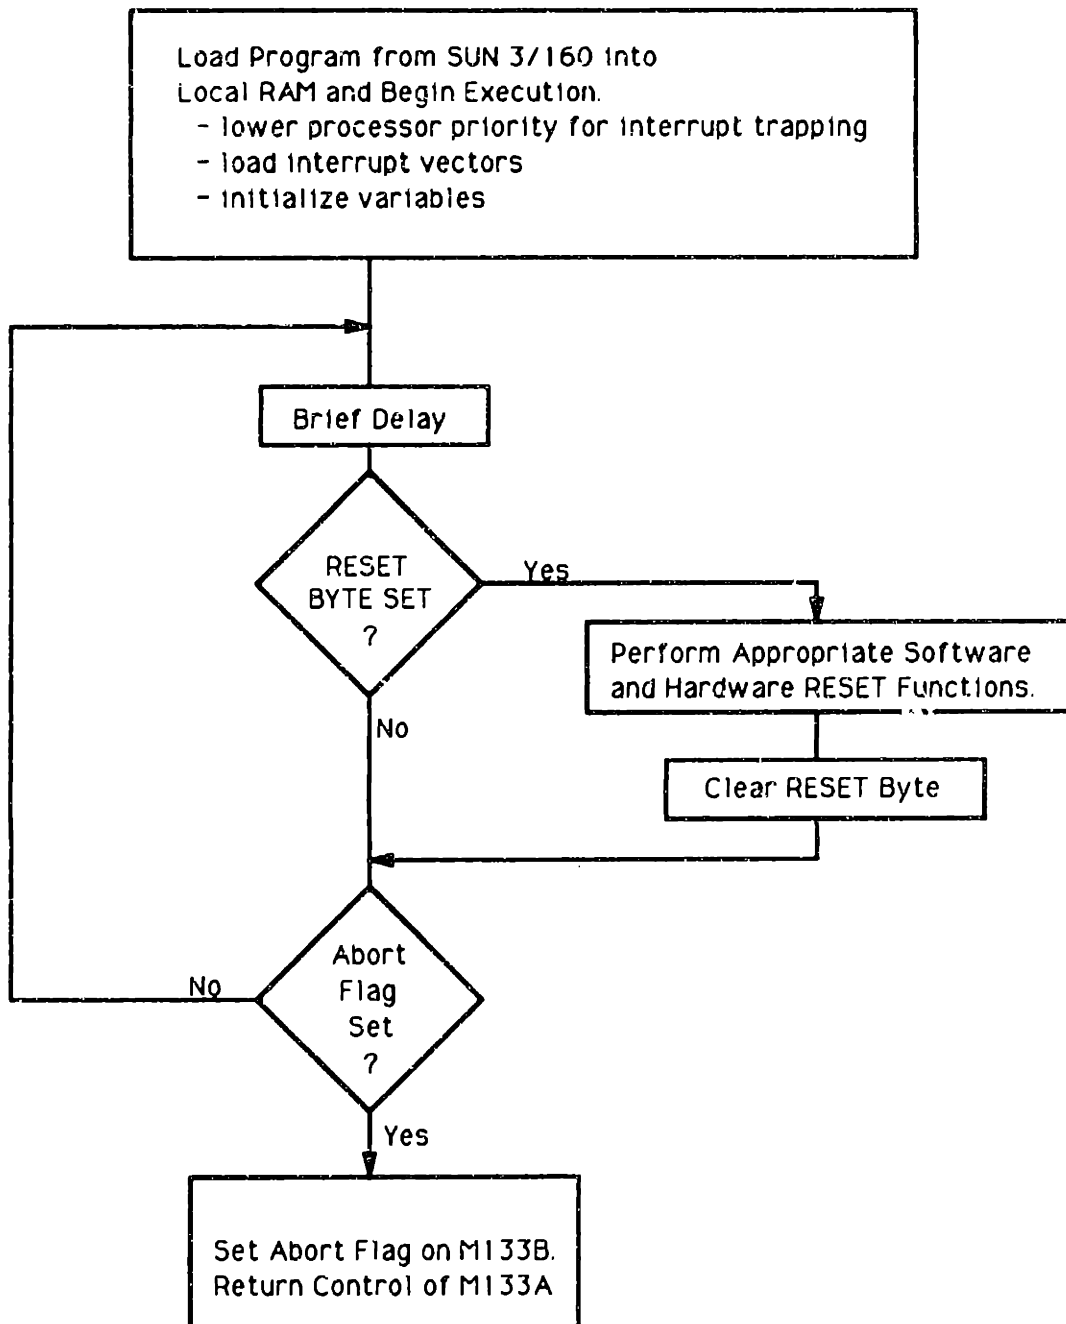 Load Program from SUN 3/160 into
Local RAM and Begin Execution.
- lower processor priority for interrupt trapping
- load interrupt vectors
- initialize variables
Brief Delay
RESET
BYTE SET
?
Yes
No
Perform Appropriate Software
and Hardware RESET Functions.
Clear RESET Byte
Abort
Flag
Set
?
No
Yes
Set Abort Flag on M133B.
Return Control of M133A